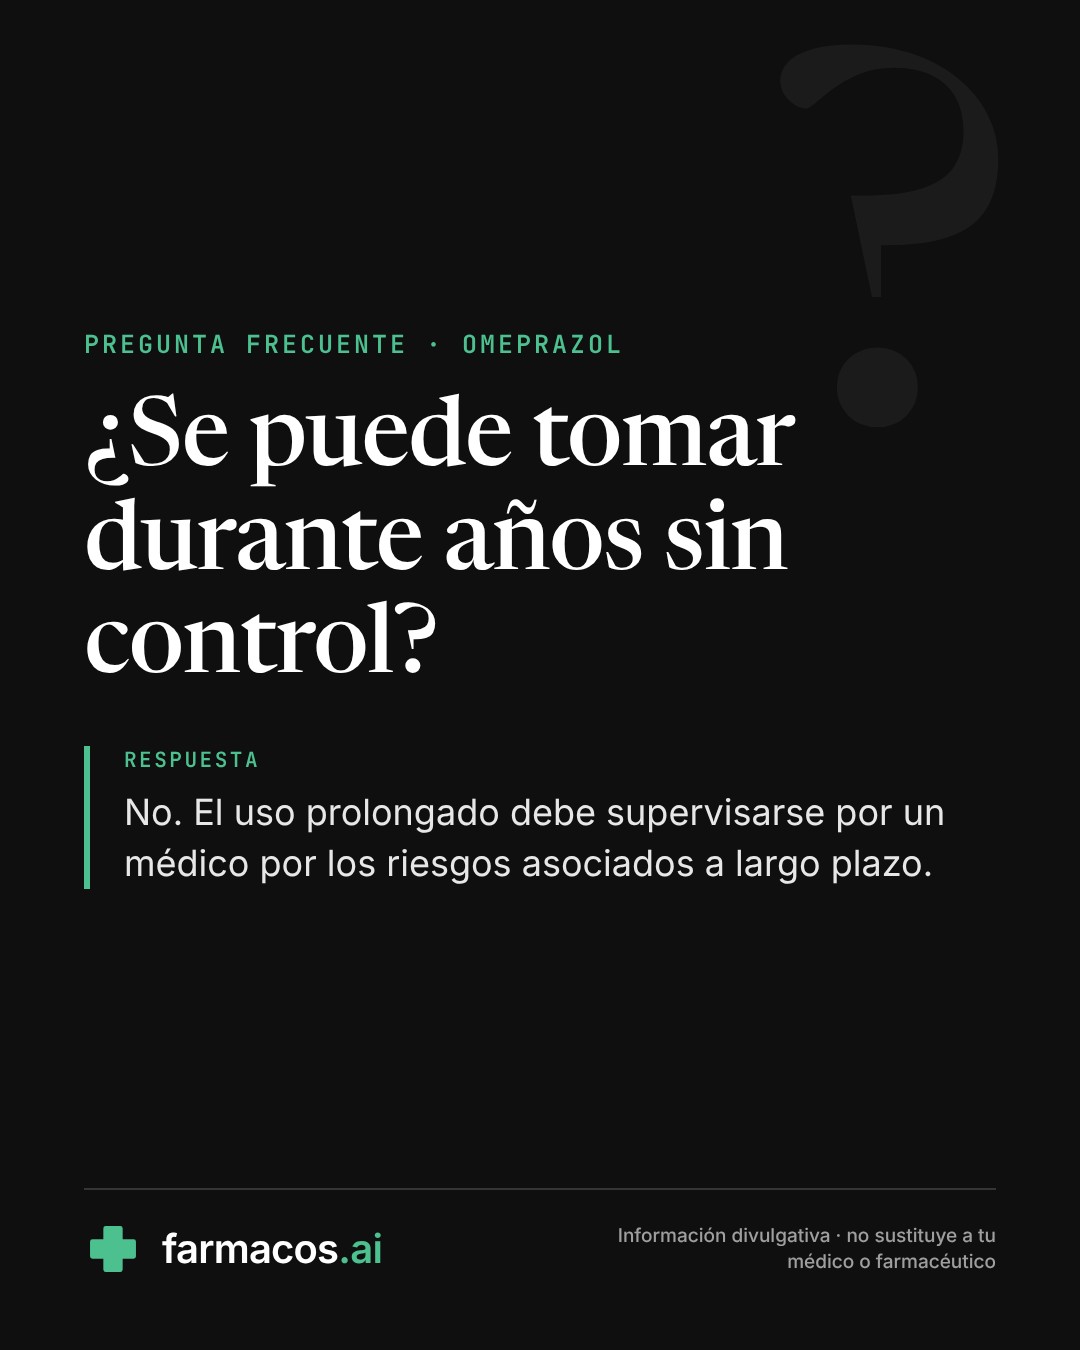 PREGUNTA FRECUENTE · OMEPRAZOL
¿Se puede tomar
durante años sin
control?
RESPUESTA
No. El uso prolongado debe supervisarse por un
médico por los riesgos asociados a largo plazo.
farmacos.ai
Información divulgativa · no sustituye a tu
médico o farmacéutico